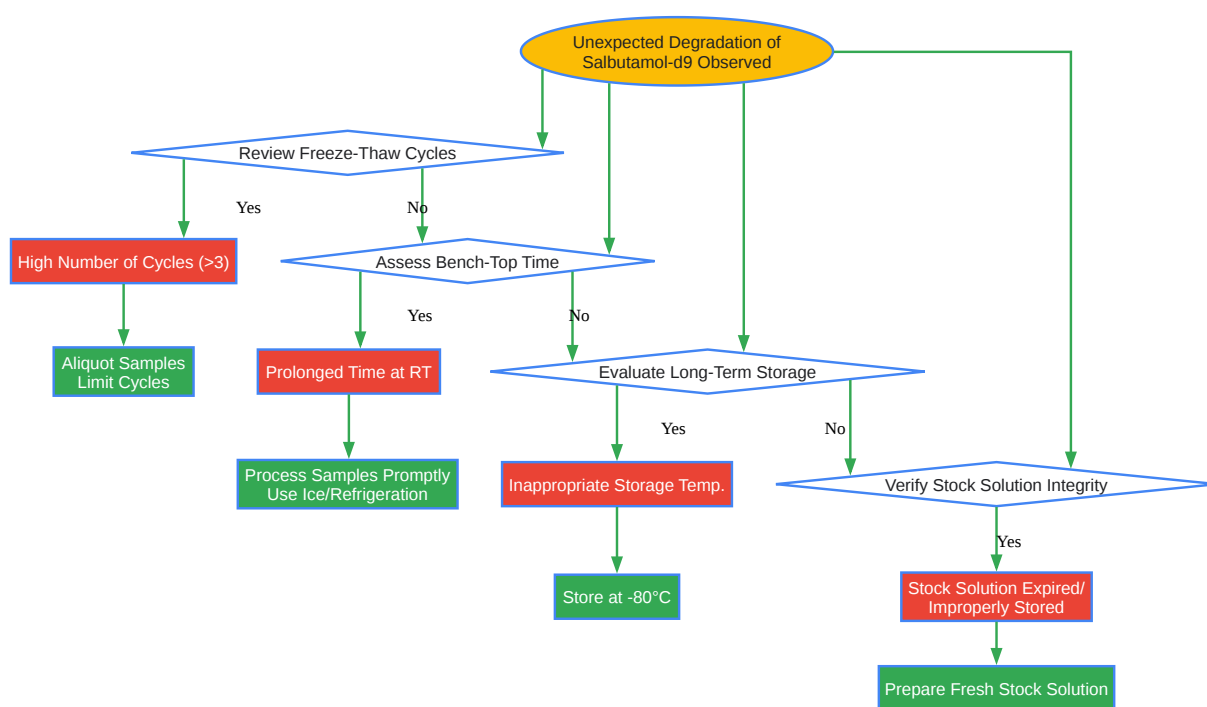 Unexpected Degradation of
Salbutamol-d9 Observed
Review Freeze-Thaw Cycles
Yes
No
High Number of Cycles (>3)
Assess Bench-Top Time
Yes
No
Aliquot Samples
Limit Cycles
Prolonged Time at RT
Evaluate Long-Term Storage
Yes
No
Process Samples Promptly
Use Ice/Refrigeration
Inappropriate Storage Temp.
Verify Stock Solution Integrity
Yes
Store at -80°C
Stock Solution Expired/
Improperly Stored
Prepare Fresh Stock Solution